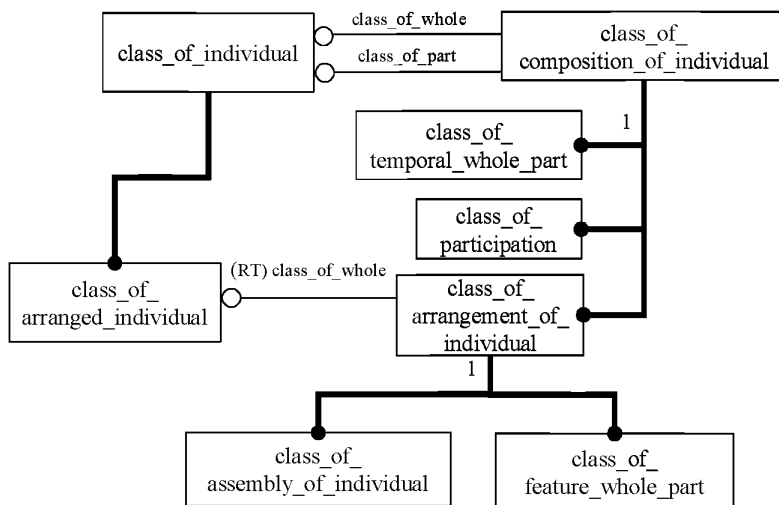 class_of_whole
class_of_individual
class_of_part
class_of_
composition_of_individual
1
class_of_
temporal_whole_part
class_of_
participation
(RT) class_of_whole
class_of_
arranged_individual
class_of_
arrangement_of_
individual
1
class_of_
assembly_of_individual
class_of_
feature_whole_part